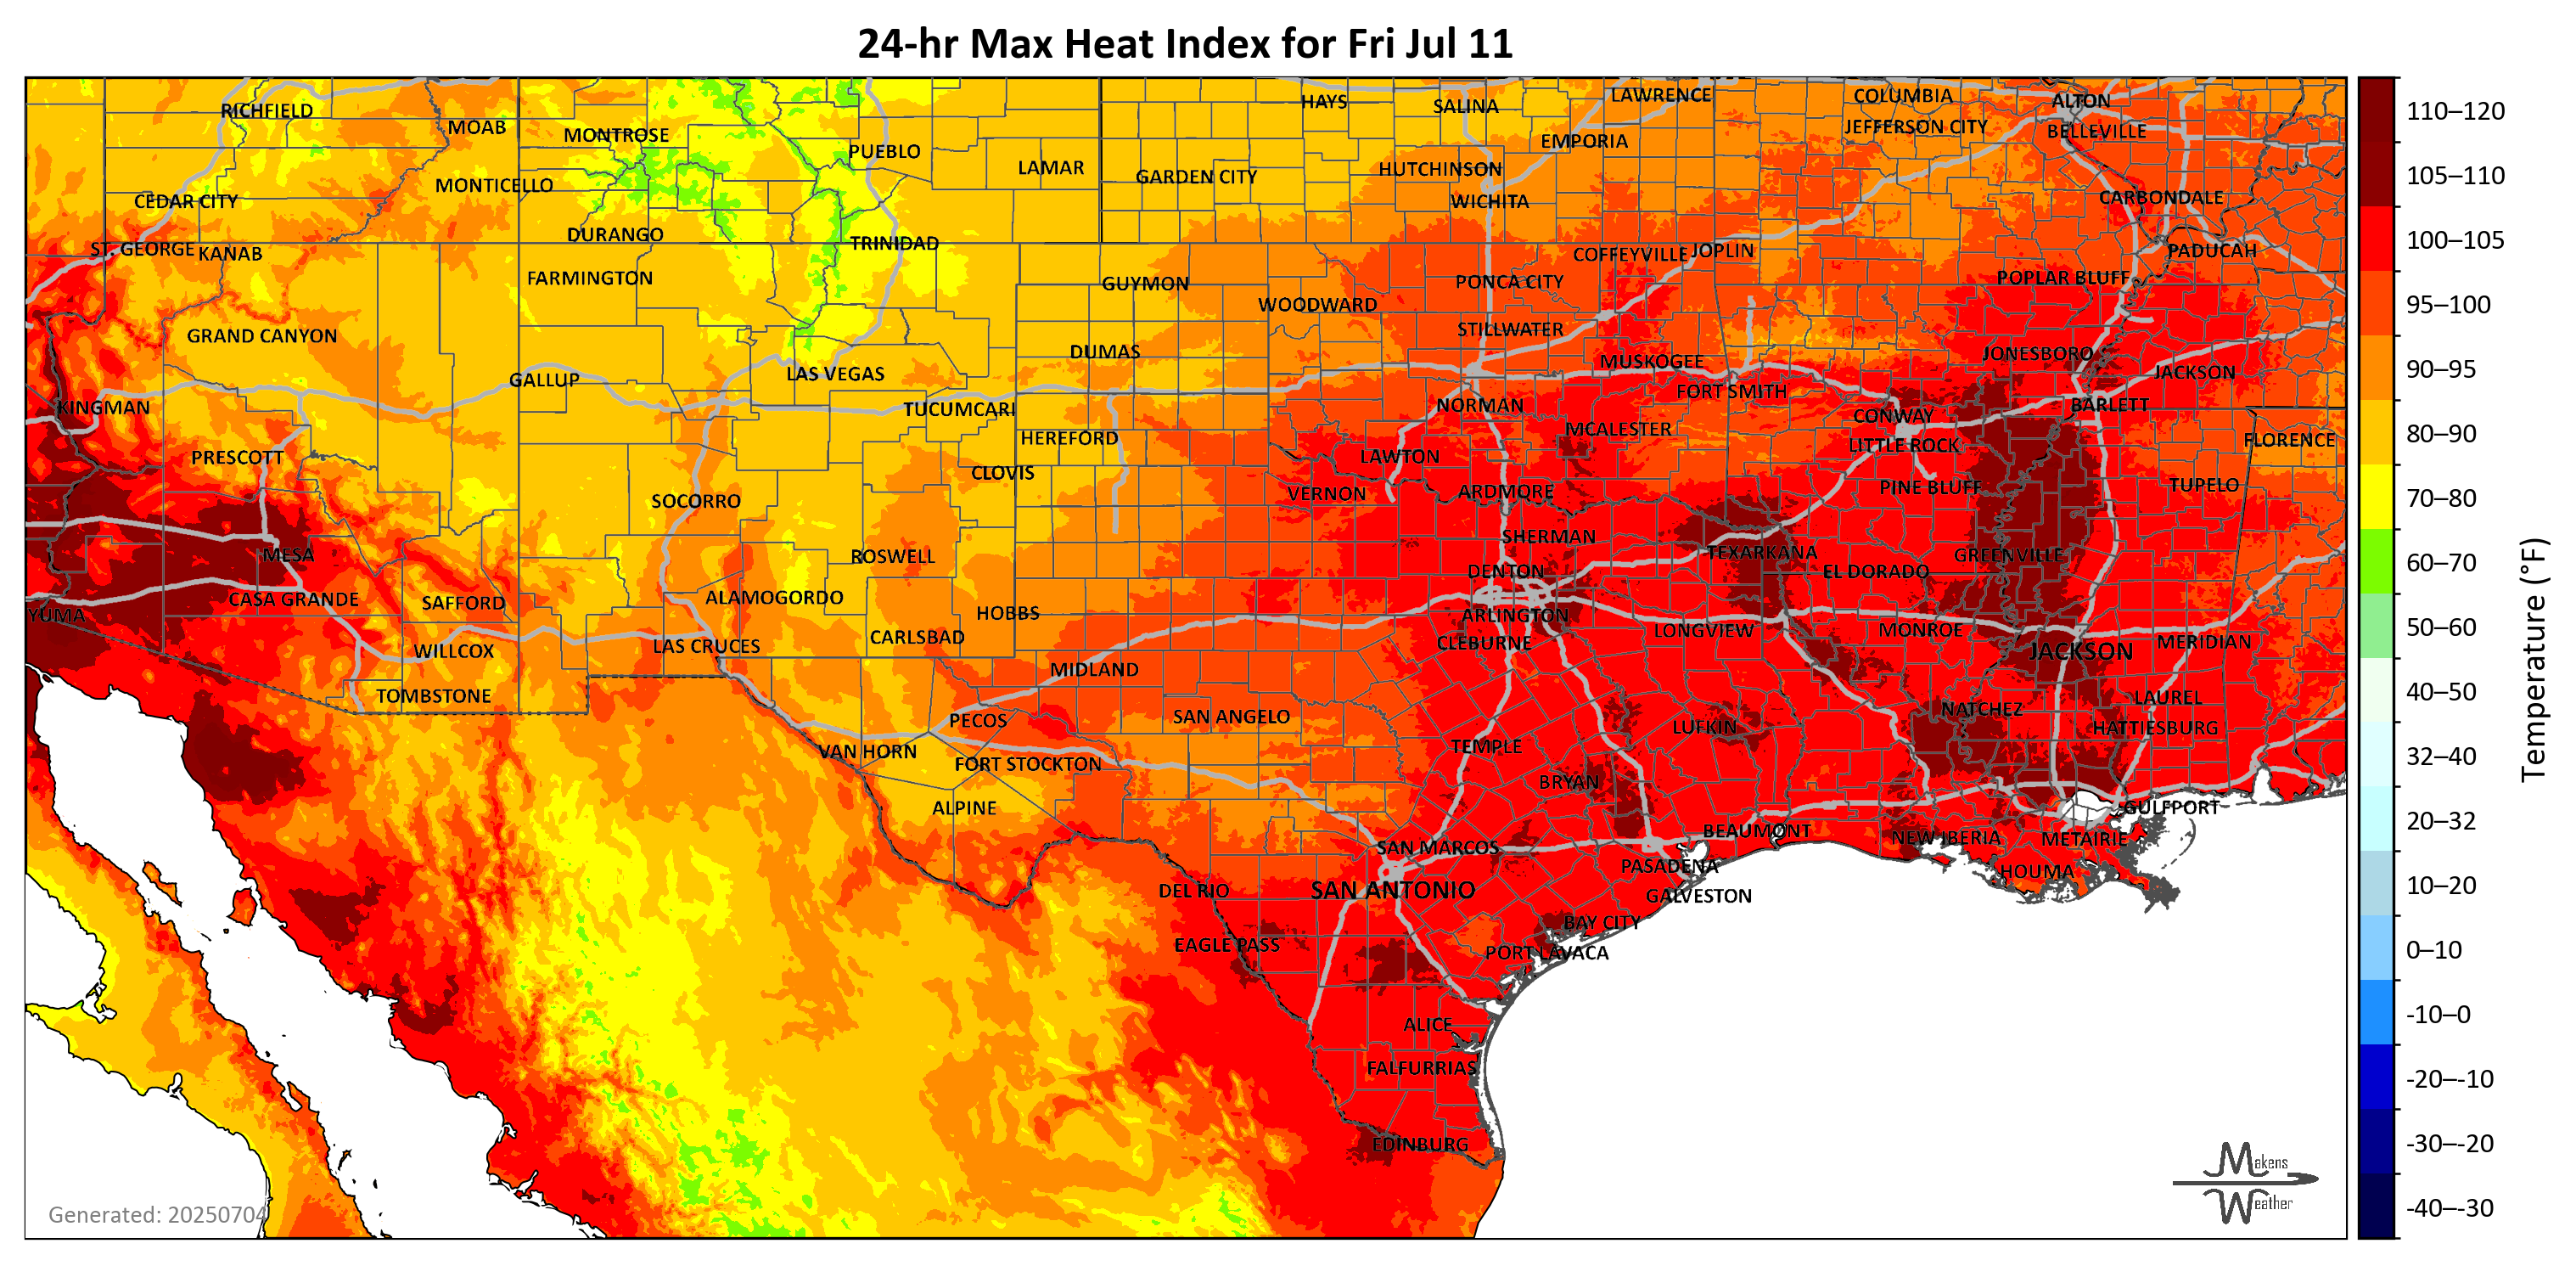 24-hr Max Heat Index for Fri Jul 11
RICHFIELD
MOAB
MONTROSE
PUEBLO
LAMAR
HAYS
SALINA
LAWRENCE
COLUMBIA
ALTON
JEFFERSON CITY
BELLEVILLE
EMPORIA
HUTCHINSON
GARDEN CITY
WICHITA
MONTICELLO
CEDAR CITY
CARBONDALE
DURANGO
TRINIDAD
ST. GEORGE
KANAB
COFFEYVILLE
JOPLIN
PADUCAH
FARMINGTON
GUYMON
PONCA CITY
POPLAR BLUFF
WOODWARD
GRAND CANYON
STILLWATER
DUMAS
MUSKOGEE
JONESBORO
JACKSON
GALLUP
LAS VEGAS
FORT SMITH
KINGMAN
TUCUMCARI
NORMAN
CONWAY
BARLETT
HEREFORD
MCALESTER
LITTLE ROCK
FLORENCE
PRESCOTT
CLOVIS
LAWTON
SOCORRO
VERNON
ARDMORE
PINE BLUFF
TUPELO
SHERMAN
MESA
ROSWELL
TEXARKANA
GREENVILLE
DENTON
EL DORADO
CASA GRANDE
SAFFORD
ALAMOGORDO
HOBBS
YUMA
ARLINGTON
CARLSBAD
LONGVIEW
MONROE
LAS CRUCES
CLEBURNE
WILLCOX
JACKSON
MERIDIAN
MIDLAND
TOMBSTONE
LAUREL
PECOS
SAN ANGELO
NATCHEZ
LUFKIN
HATTIESBURG
VAN HORN
TEMPLE
FORT STOCKTON
BRYAN
ALPINE
GULFPORT
SAN MARCOS
BEAUMONT
NEW IBERIA
METAIRIE
PASADENA
HOUMA
DEL RIO
SAN ANTONIO
GALVESTON
BAY CITY
EAGLE PASS
PORT LAVACA
ALICE
FALFURRIAS
EDINBURG
Generated: 20250704
Makens
Weather
110–120
105–110
100–105
95–100
90–95
80–90
70–80
60–70
50–60
40–50
32–40
20–32
10–20
0–10
-10–0
-20–-10
-30–-20
-40–-30
Temperature (°F)